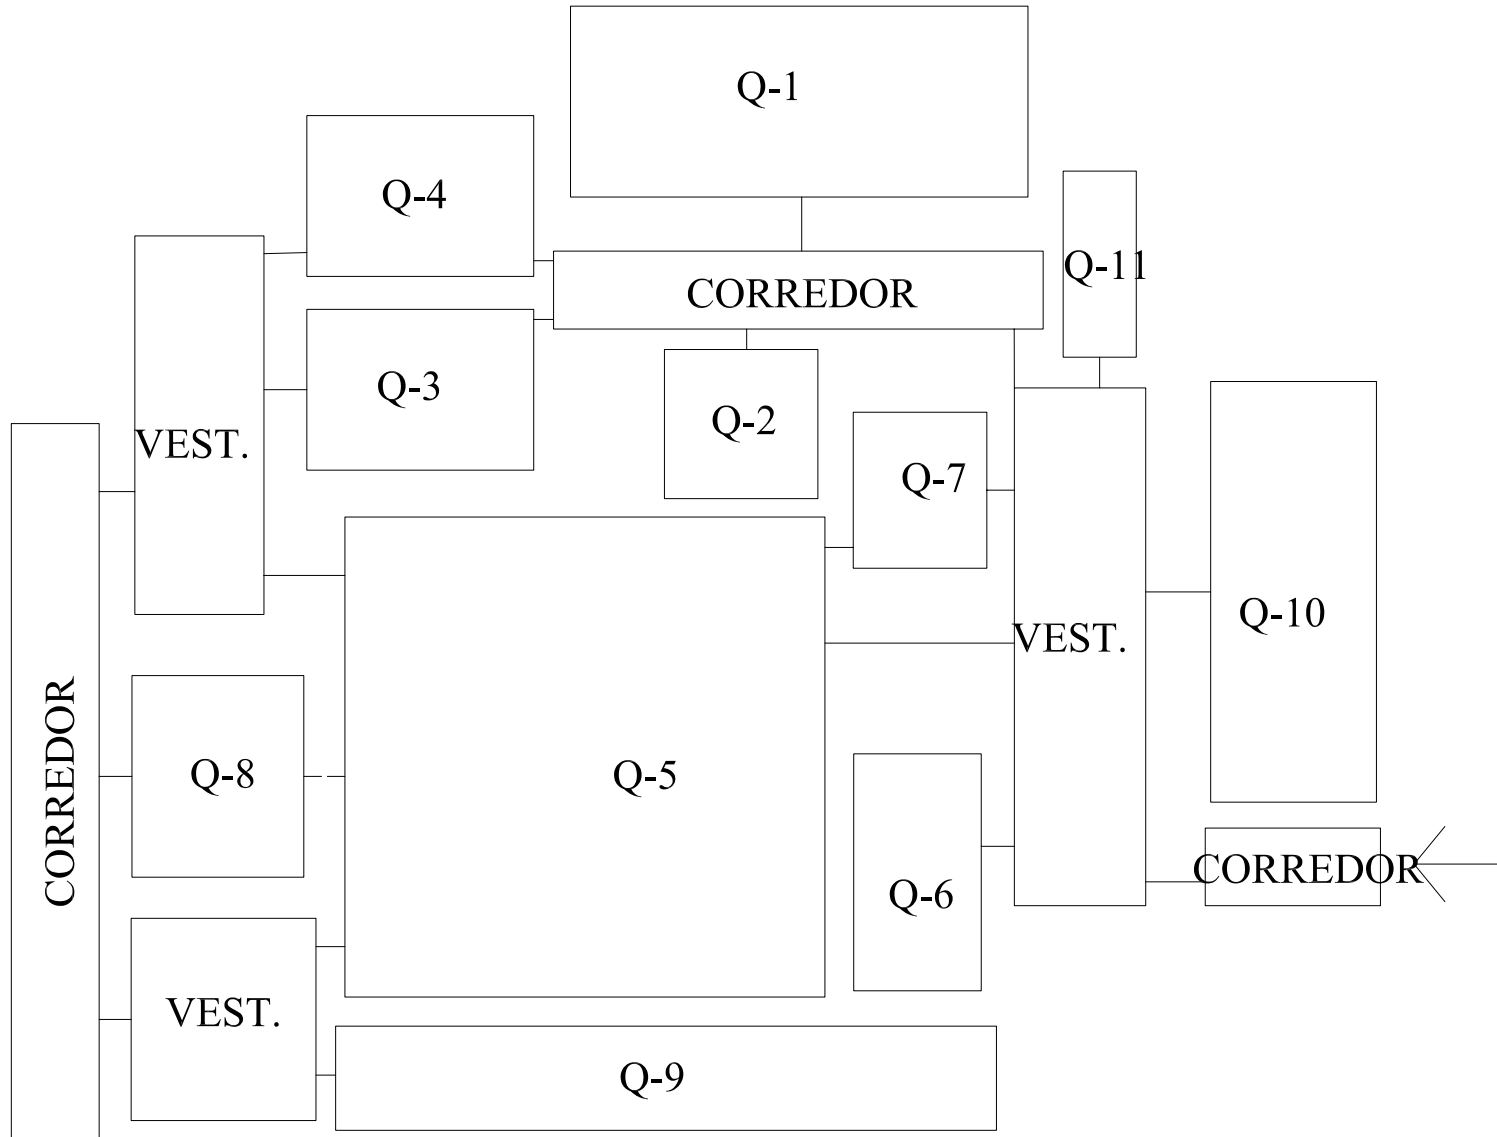 Q-1
Q-4
Q-11
CORREDOR
Q-3
Q-2
VEST.
Q-7
Q-10
VEST.
CORREDOR
Q-8
Q-5
Q-6
CORREDOR
VEST.
Q-9